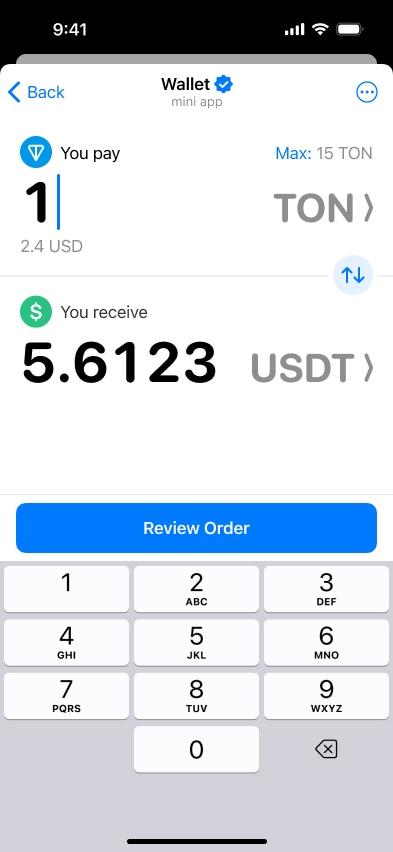 9:41
Back
Wallet
mini app
You pay
Max: 15 TON
1
TON
2.4 USD
$
You receive
5.6123
USDT
Review Order
1
2
ABC
3
DEF
4
GHI
5
JKL
6
MNO
7
PQRS
8
TUV
9
WXYZ
0